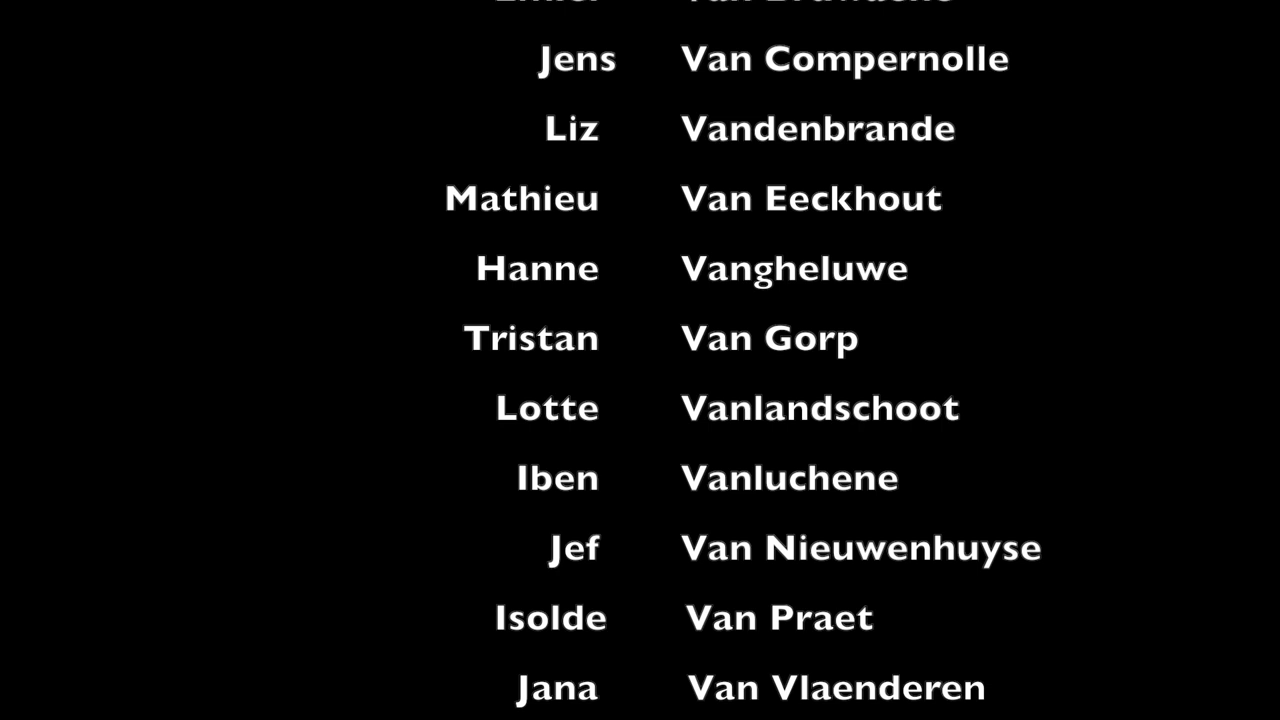 Jens Van Compernolle
Liz Vandenbrande
Mathieu Van Eeckhout
Hanne Vangheluwe
Tristan Van Gorp
Lotte Vanlandschoot
Iben Vanluchene
Jef Van Nieuwenhuyse
Isolde Van Praet
Jana Van Vlaenderen